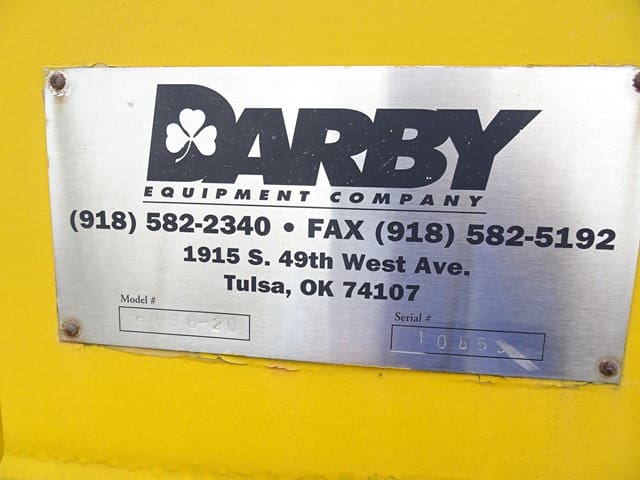 DARBY
EQUIPMENT COMPANY
(918) 582-2340 • FAX (918) 582-5192
1915 S. 49th West Ave.
Tulsa, OK 74107
Model #
Serial #